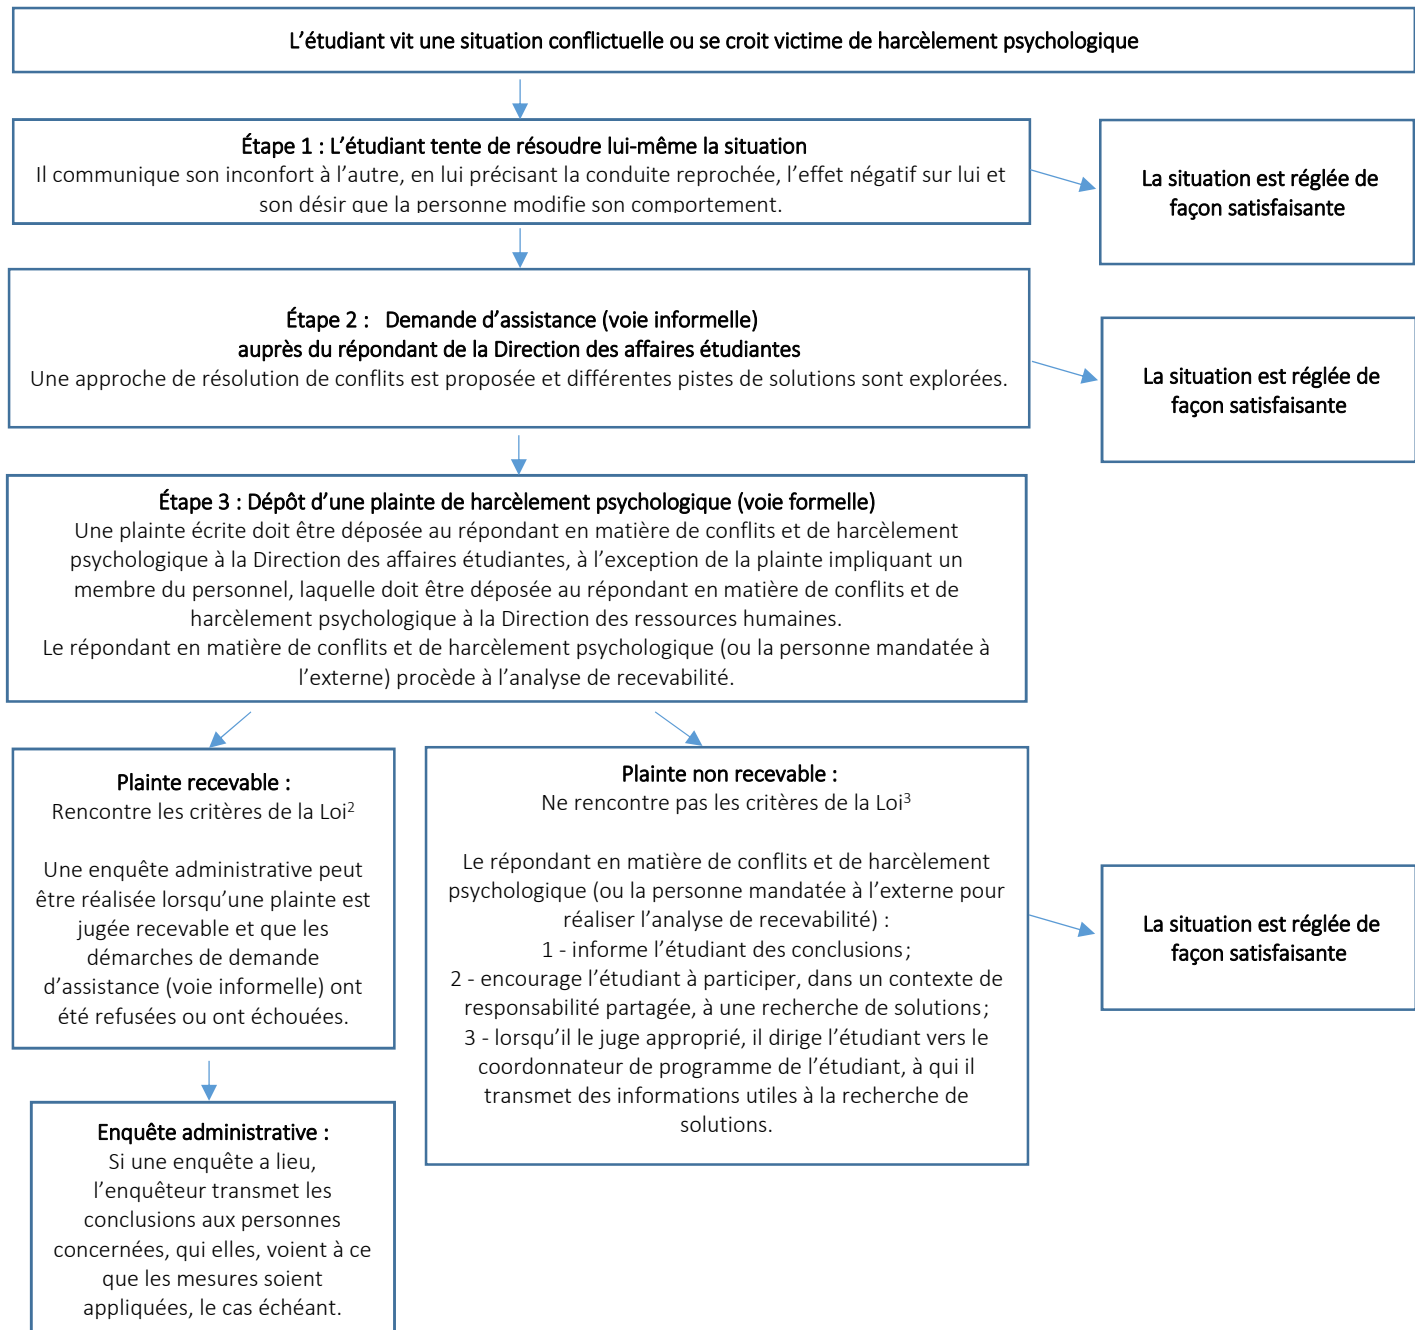 L’étudiant vit une situation conflictuelle ou se croit victime de harcèlement psychologique
Étape 1 : L’étudiant tente de résoudre lui-même la situation
Il communique son inconfort à l’autre, en lui précisant la conduite reprochée, l’effet négatif sur lui et
son désir que la personne modifie son comportement.
La situation est réglée de
façon satisfaisante
Étape 2 : Demande d’assistance (voie informelle)
auprès du répondant de la Direction des affaires étudiantes
Une approche de résolution de conflits est proposée et différentes pistes de solutions sont explorées.
La situation est réglée de
façon satisfaisante
Étape 3 : Dépôt d’une plainte de harcèlement psychologique (voie formelle)
Une plainte écrite doit être déposée au répondant en matière de conflits et de harcèlement
psychologique à la Direction des affaires étudiantes, à l’exception de la plainte impliquant un
membre du personnel, laquelle doit être déposée au répondant en matière de conflits et de
harcèlement psychologique à la Direction des ressources humaines.
Le répondant en matière de conflits et de harcèlement psychologique (ou la personne mandatée à
l’externe) procède à l’analyse de recevabilité.
Plainte recevable :
Rencontre les critères de la Loi²
Une enquête administrative peut
être réalisée lorsqu’une plainte est
jugée recevable et que les
démarches de demande
d’assistance (voie informelle) ont
été refusées ou ont échouées.
Plainte non recevable :
Ne rencontre pas les critères de la Loi³
Le répondant en matière de conflits et de harcèlement
psychologique (ou la personne mandatée à l’externe pour
réaliser l’analyse de recevabilité) :
1 - informe l’étudiant des conclusions;
2 - encourage l’étudiant à participer, dans un contexte de
responsabilité partagée, à une recherche de solutions;
3 - lorsqu’il le juge approprié, il dirige l’étudiant vers le
coordonnateur de programme de l’étudiant, à qui il
transmet des informations utiles à la recherche de
solutions.
La situation est réglée de
façon satisfaisante
Enquête administrative :
Si une enquête a lieu,
l’enquêteur transmet les
conclusions aux personnes
concernées, qui elles, voient à ce
que les mesures soient
appliquées, le cas échéant.